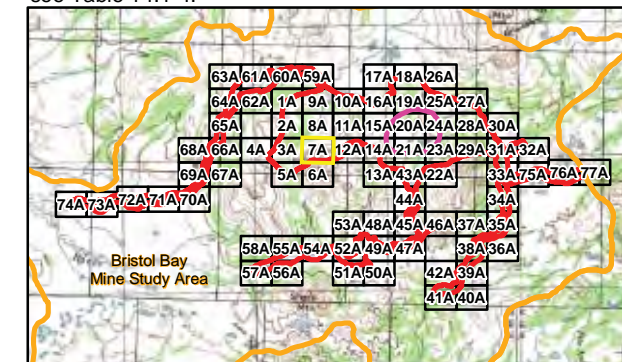 63A 61A 60A 59A 17A 18A 26A
64A 62A 1A 9A 10A 16A 19A 25A 27A
65A 2A 8A 11A 15A 20A 24A 28A 30A
68A 66A 4A 3A 7A 12A 14A 21A 23A 29A 31A 32A
69A 67A 5A 6A 13A 43A 22A 33A 75A 76A 77A
74A 73A 72A 71A 70A 44A 34A
53A 48A 45A 46A 37A 35A
58A 55A 54A 52A 49A 47A 38A 36A
Bristol Bay
Mine Study Area
57A 56A 51A 50A 42A 39A
41A 40A